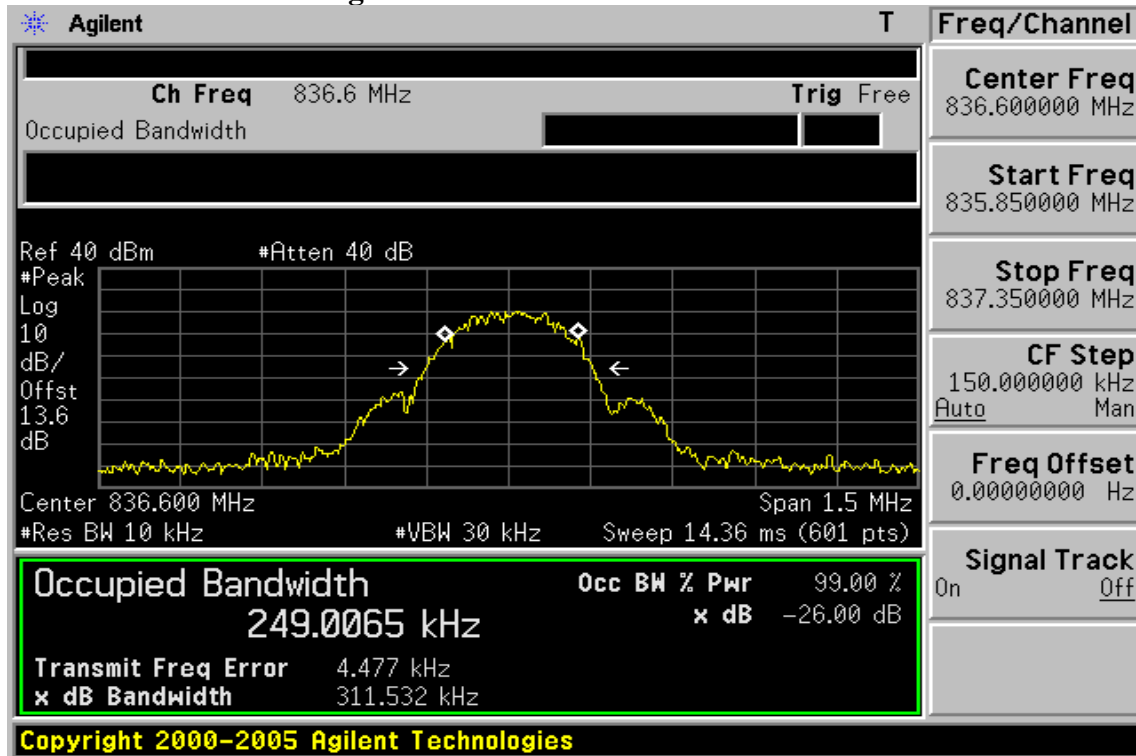 Agilent T Freq/Channel
Ch Freq 836.6 MHz Trig Free
Occupied Bandwidth
Center Freq
836.600000 MHz
Start Freq
835.850000 MHz
Stop Freq
837.350000 MHz
CF Step
150.000000 kHz
Auto Man
Freq Offset
0.00000000 Hz
Signal Track
On Off
Ref 40 dBm #Atten 40 dB
#Peak
Log
10
dB/
Offst
13.6
dB
Center 836.600 MHz Span 1.5 MHz
#Res BW 10 kHz #VBW 30 kHz Sweep 14.36 ms (601 pts)
Occupied Bandwidth Occ BW % Pwr 99.00 %
249.0065 kHz x dB -26.00 dB
Transmit Freq Error 4.477 kHz
x dB Bandwidth 311.532 kHz
Copyright 2000-2005 Agilent Technologies